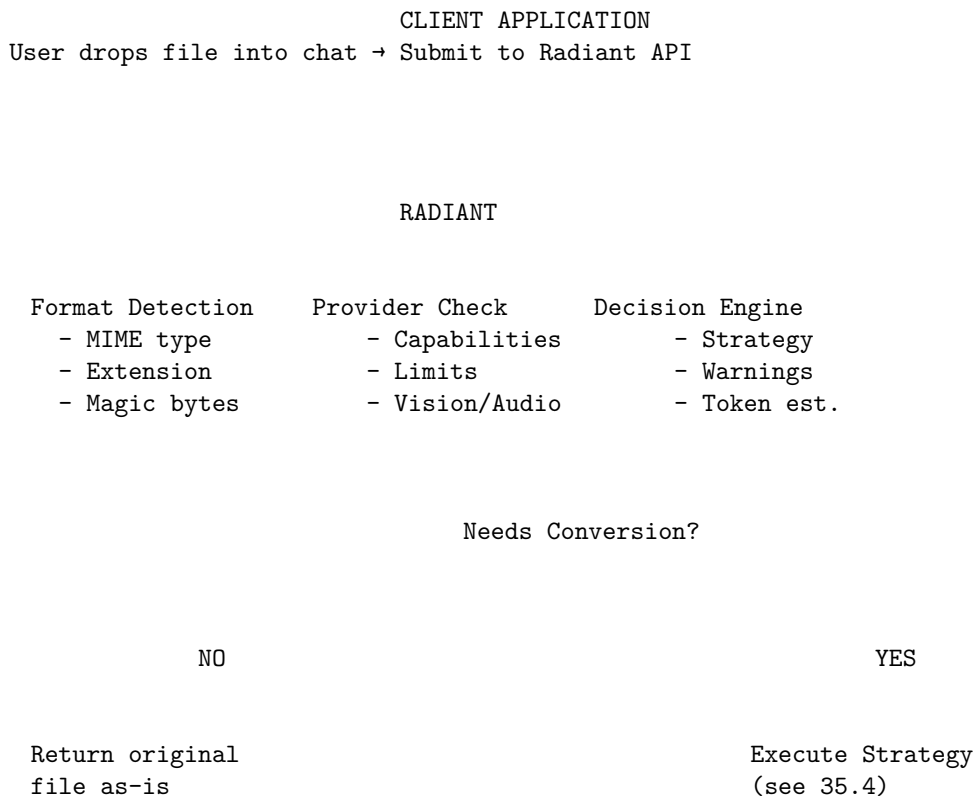 CLIENT APPLICATION
User drops file into chat → Submit to Radiant API
RADIANT
Format Detection Provider Check Decision Engine
- MIME type - Capabilities - Strategy
- Extension - Limits - Warnings
- Magic bytes - Vision/Audio - Token est.
Needs Conversion?
NO YES
Return original Execute Strategy
file as-is (see 35.4)